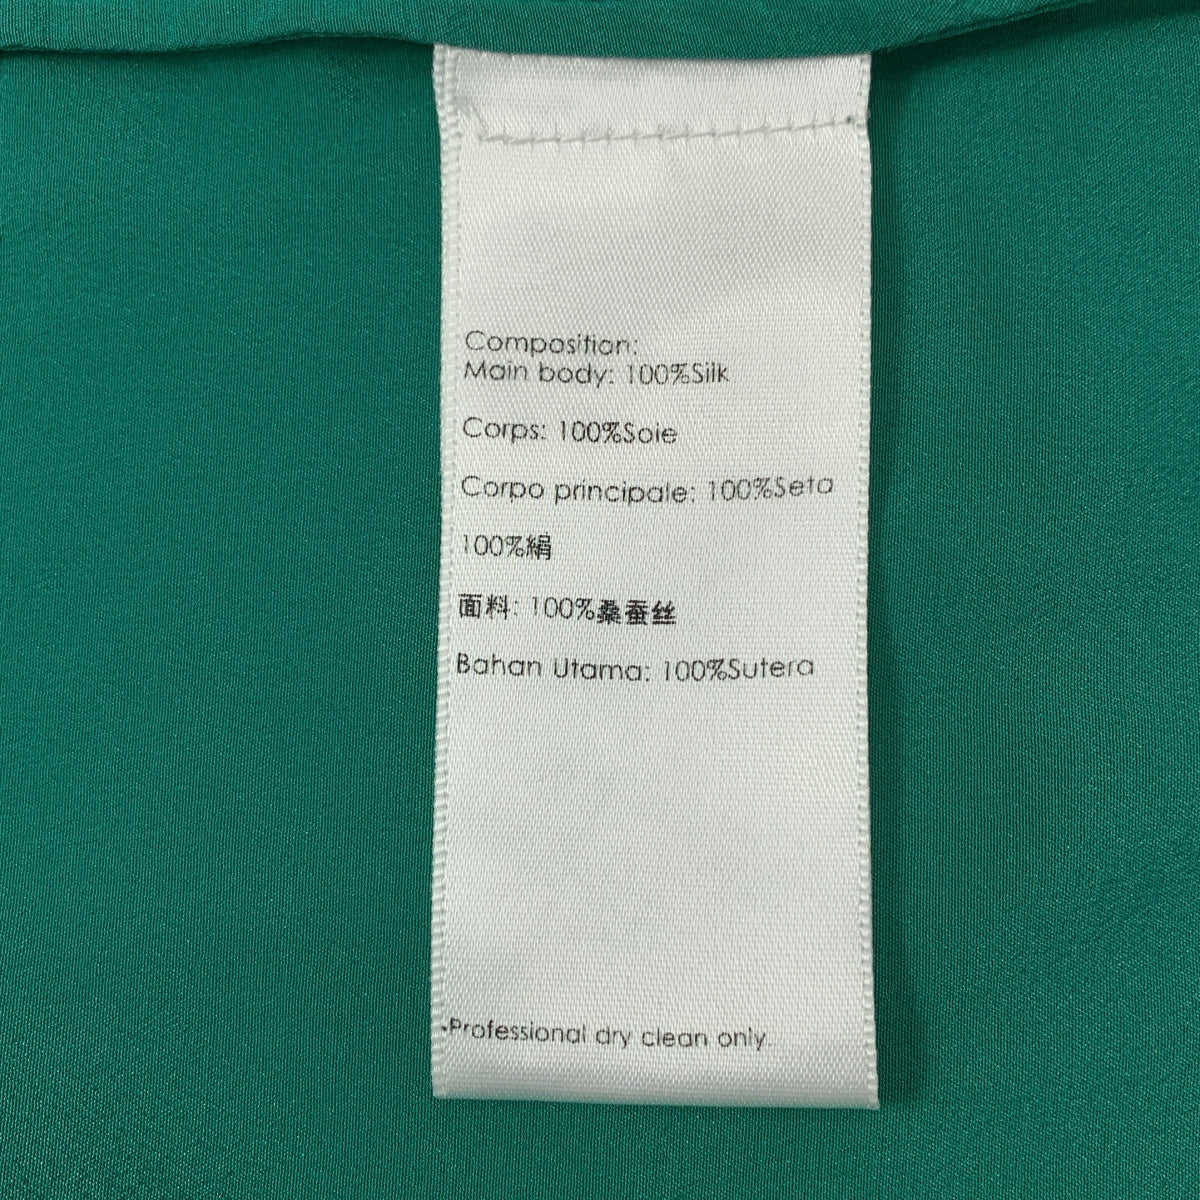 Composition:
Main body: 100%Silk
Corps: 100%Soie
Corpo principale: 100%Seta
100%絹
面料: 100%桑蚕丝
Bahan Utama: 100%Sutera
•Professional dry clean only.